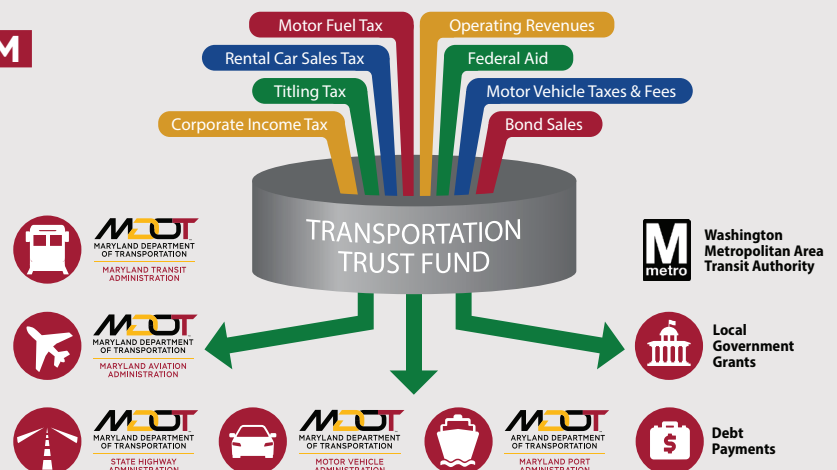 M
Motor Fuel Tax
Operating Revenues
Rental Car Sales Tax
Federal Aid
Titling Tax
Motor Vehicle Taxes & Fees
Corporate Income Tax
Bond Sales
TRANSPORTATION
TRUST FUND
MDOT
MARYLAND DEPARTMENT
OF TRANSPORTATION
MARYLAND TRANSIT
ADMINISTRATION
M
metro
Washington
Metropolitan Area
Transit Authority
MDOT
MARYLAND DEPARTMENT
OF TRANSPORTATION
MARYLAND AVIATION
ADMINISTRATION
Local
Government
Grants
MDOT
MARYLAND DEPARTMENT
OF TRANSPORTATION
STATE HIGHWAY
ADMINISTRATION
MDOT
MARYLAND DEPARTMENT
OF TRANSPORTATION
MOTOR VEHICLE
ADMINISTRATION
MDOT
ARYLAND DEPARTMENT
OF TRANSPORTATION
MARYLAND PORT
ADMINISTRATION
$
Debt
Payments